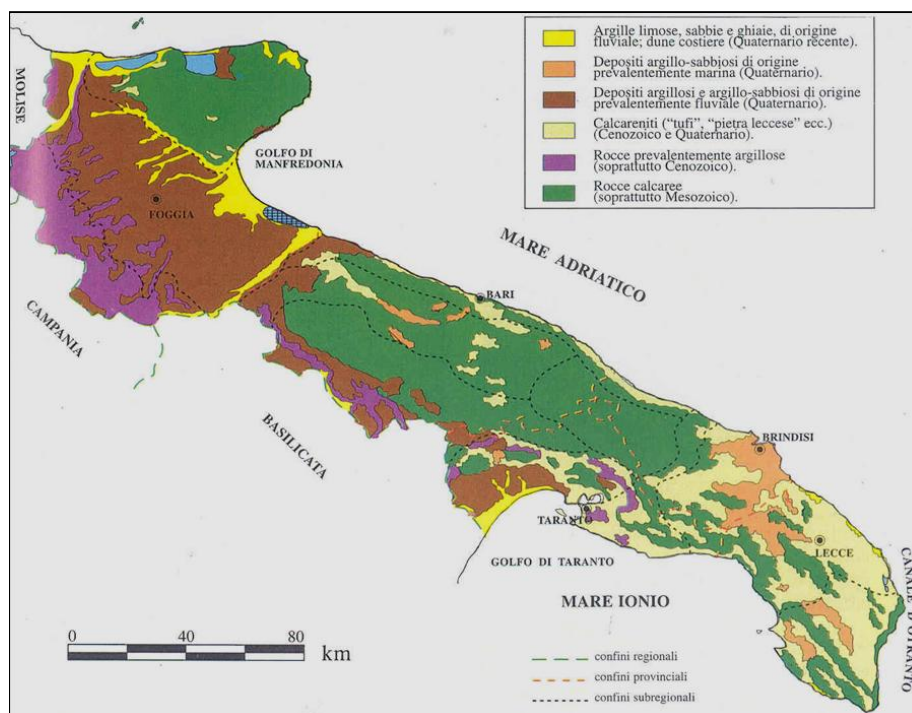 Argille limose, sabbie e ghiaie, di origine
fluviale; dune costiere (Quaternario recente).
Depositi argillo-sabbiosi di origine
prevalentemente marina (Quaternario).
Depositi argillosi e argillo-sabbiosi di origine
prevalentemente fluviale (Quaternario).
Calcareniti (“tufi”, “pietra leccese” ecc.)
(Cenozoico e Quaternario).
Rocce prevalentemente argillose
(soprattutto Cenozoico).
Rocce calcaree
(soprattutto Mesozoico).
MOLISE
GOLFO DI
MANFREDONIA
FOGGIA
MARE ADRIATICO
BARI
CAMPANIA
BASILICATA
BRINDISI
TARANTO
LECCE
GOLFO DI TARANTO
CANALE D'OTRANTO
MARE IONIO
0 40 80
km
confini regionali
confini provinciali
confini subregionali